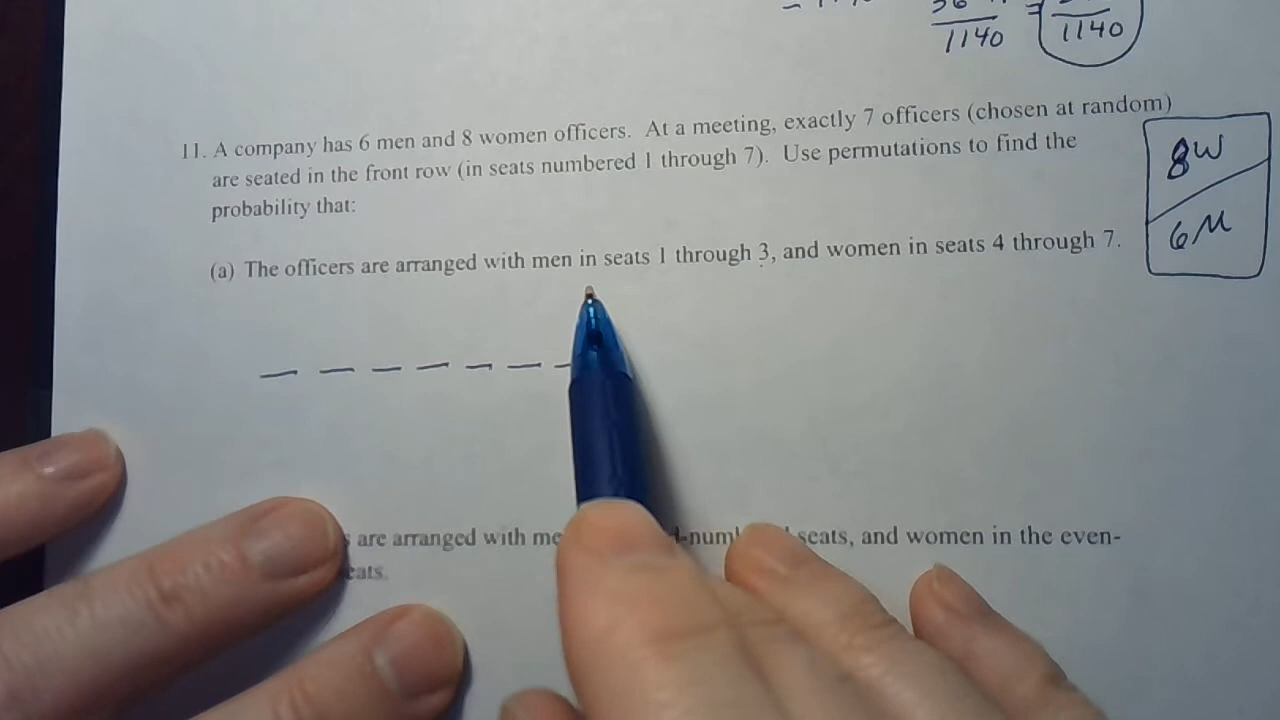 1140
1140
11. A company has 6 men and 8 women officers. At a meeting, exactly 7 officers (chosen at random)
are seated in the front row (in seats numbered 1 through 7). Use permutations to find the
probability that:
8W
6M
(a) The officers are arranged with men in seats 1 through 3, and women in seats 4 through 7.
are arranged with seats, and women in the even-